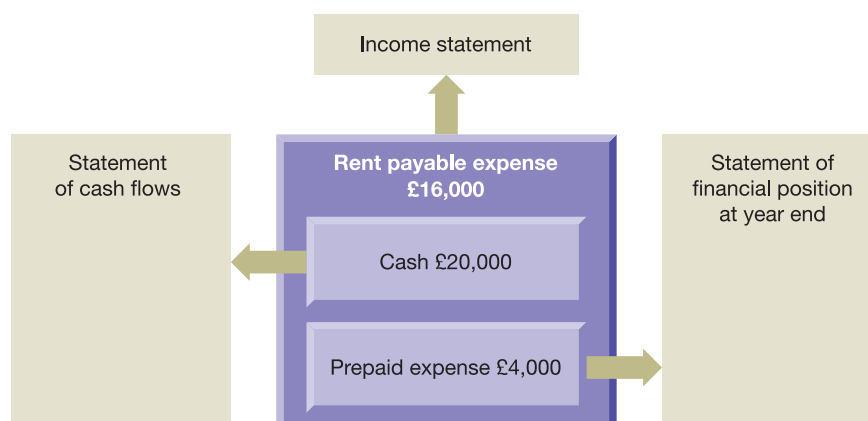 Income statement
Statement
of cash flows
Rent payable expense
£16,000
Cash £20,000
Prepaid expense £4,000
Statement of
financial position
at year end